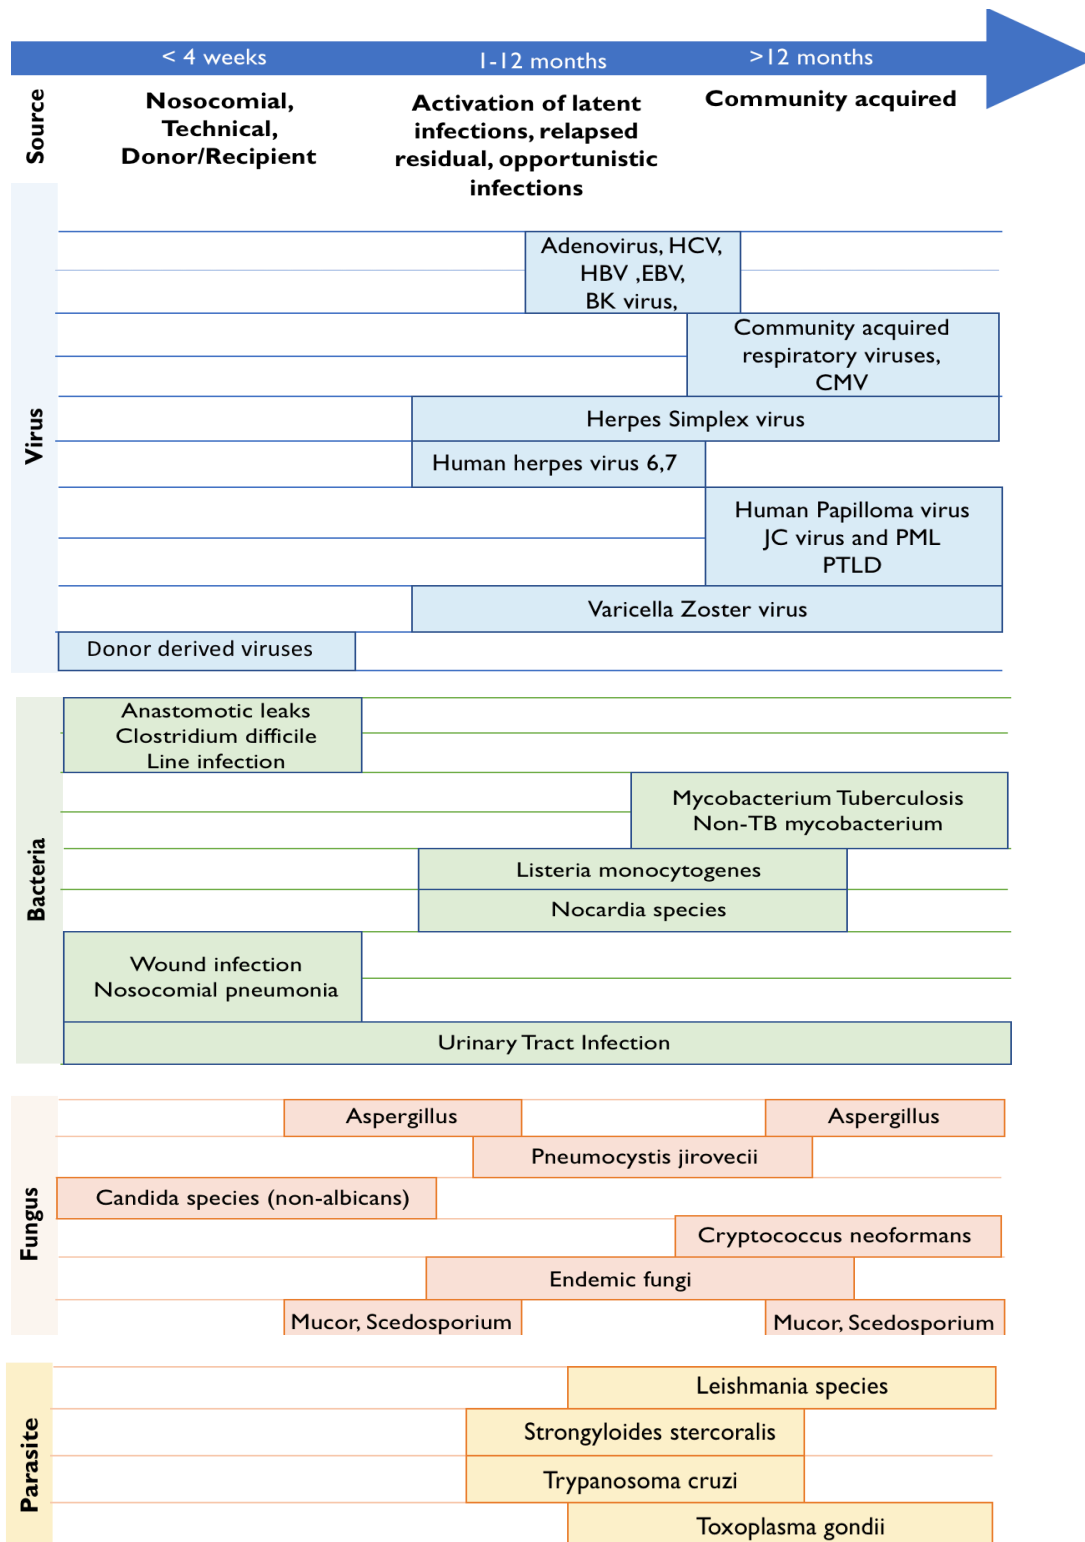 < 4 weeks
1-12 months
>12 months
Source
Nosocomial,
Technical,
Donor/Recipient
Activation of latent
infections, relapsed
residual, opportunistic
infections
Community acquired
Virus
Adenovirus, HCV,
HBV ,EBV,
BK virus,
Community acquired
respiratory viruses,
CMV
Herpes Simplex virus
Human herpes virus 6,7
Human Papilloma virus
JC virus and PML
PTLD
Varicella Zoster virus
Donor derived viruses
Bacteria
Anastomotic leaks
Clostridium difficile
Line infection
Mycobacterium Tuberculosis
Non-TB mycobacterium
Listeria monocytogenes
Nocardia species
Wound infection
Nosocomial pneumonia
Urinary Tract Infection
Fungus
Aspergillus
Aspergillus
Pneumocystis jirovecii
Candida species (non-albicans)
Cryptococcus neoformans
Endemic fungi
Mucor, Scedosporium
Mucor, Scedosporium
Parasite
Leishmania species
Strongyloides stercoralis
Trypanosoma cruzi
Toxoplasma gondii